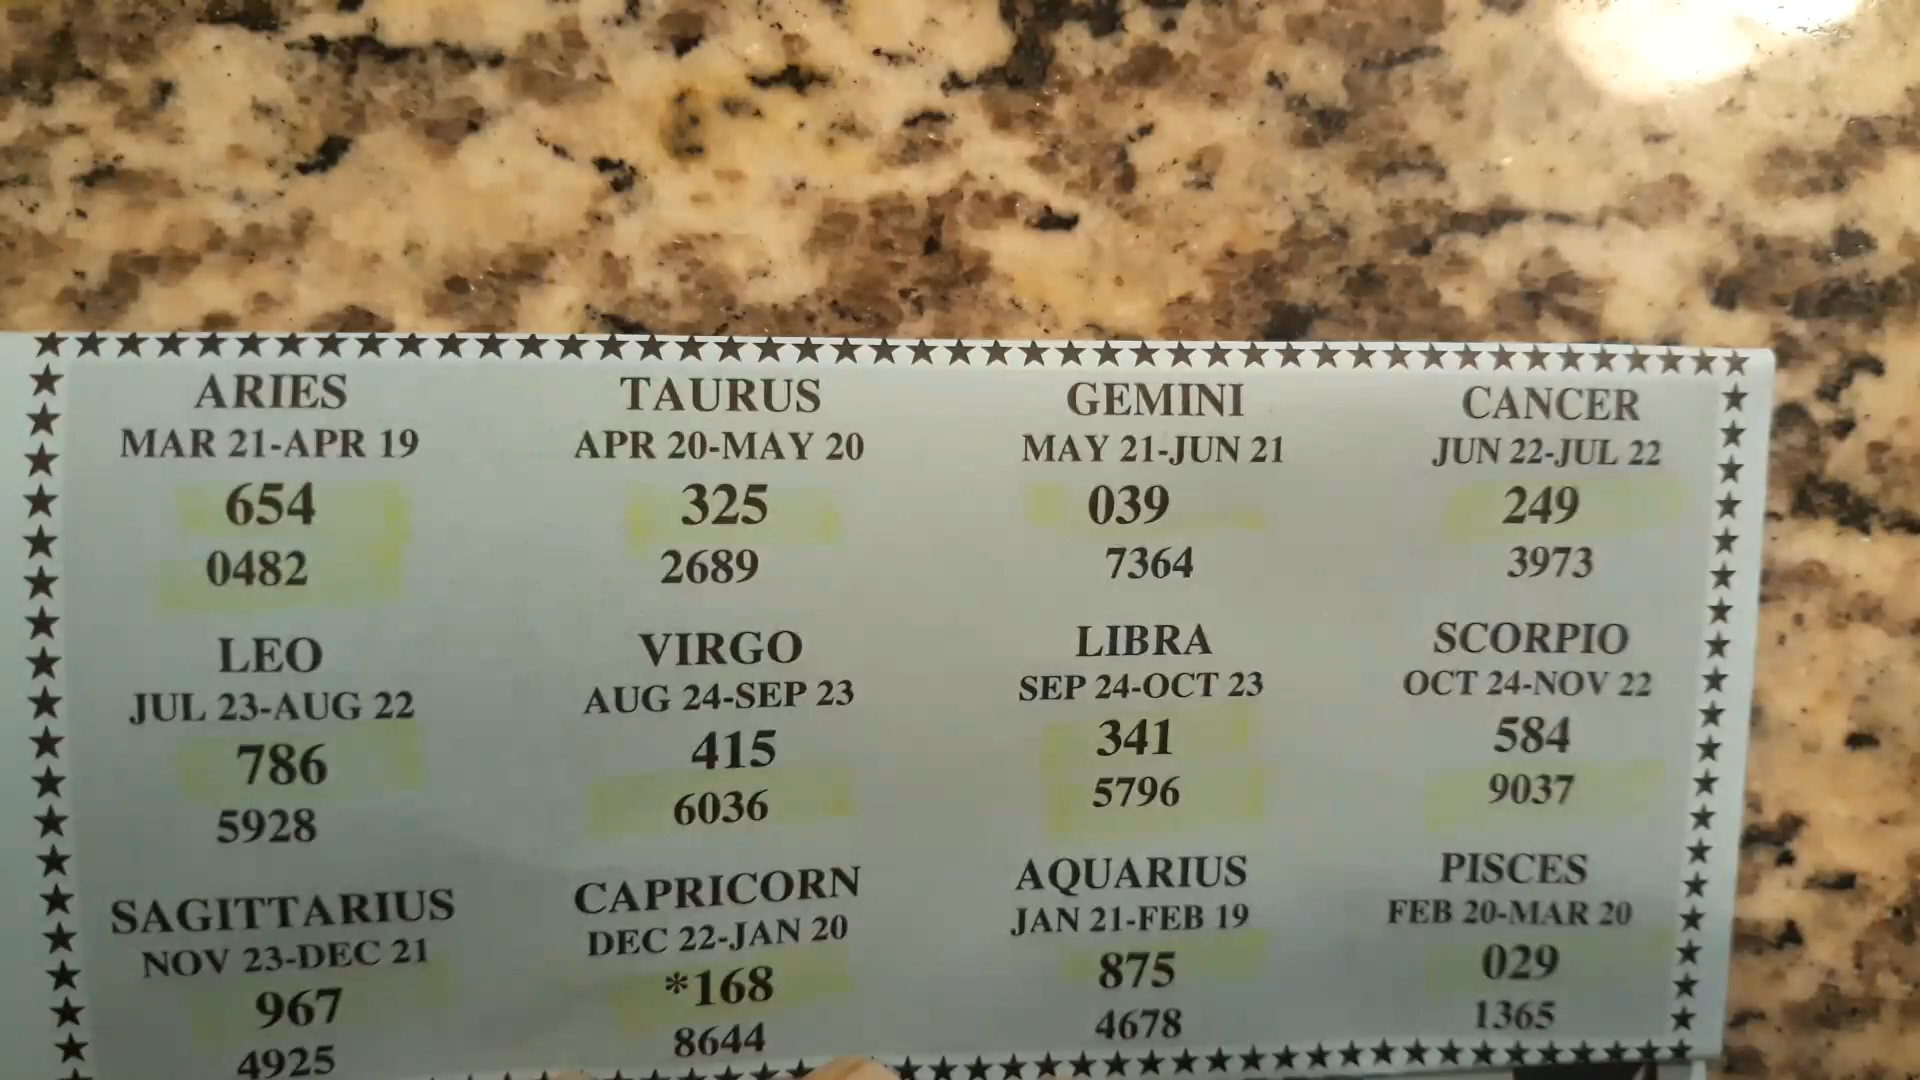 ARIES TAURUS GEMINI CANCER
MAR 21-APR 19 APR 20-MAY 20 MAY 21-JUN 21 JUN 22-JUL 22
654 325 039 249
0482 2689 7364 3973
LEO VIRGO LIBRA SCORPIO
JUL 23-AUG 22 AUG 24-SEP 23 SEP 24-OCT 23 OCT 24-NOV 22
786 415 341 584
5928 6036 5796 9037
SAGITTARIUS CAPRICORN AQUARIUS PISCES
NOV 23-DEC 21 DEC 22-JAN 20 JAN 21-FEB 19 FEB 20-MAR 20
967 *168 875 029
4925 8644 4678 1365